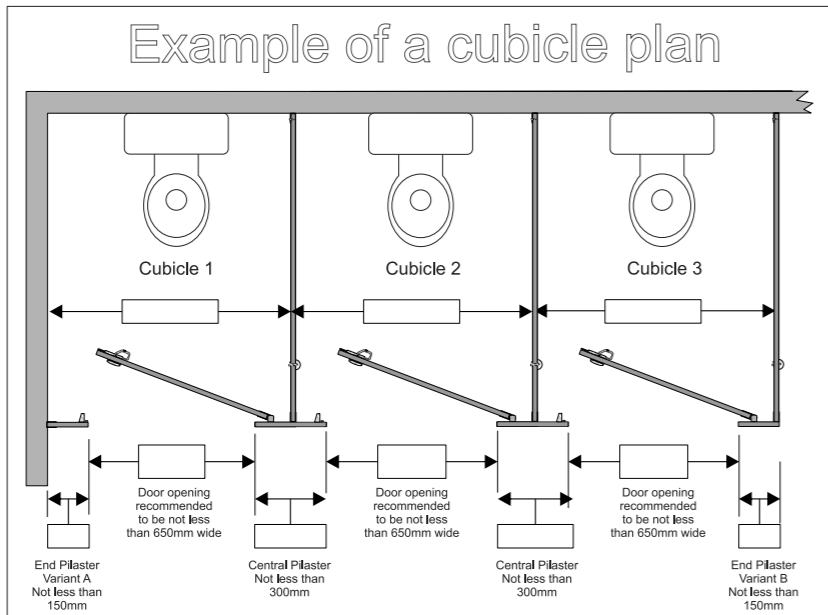 Example of a cubicle plan
Cubicle 1
Cubicle 2
Cubicle 3
Door opening
recommended
to be not less
than 650mm wide
Door opening
recommended
to be not less
than 650mm wide
Door opening
recommended
to be not less
than 650mm wide
End Pilaster
Variant A
Not less than
150mm
Central Pilaster
Not less than
300mm
Central Pilaster
Not less than
300mm
End Pilaster
Variant B
Not less than
150mm